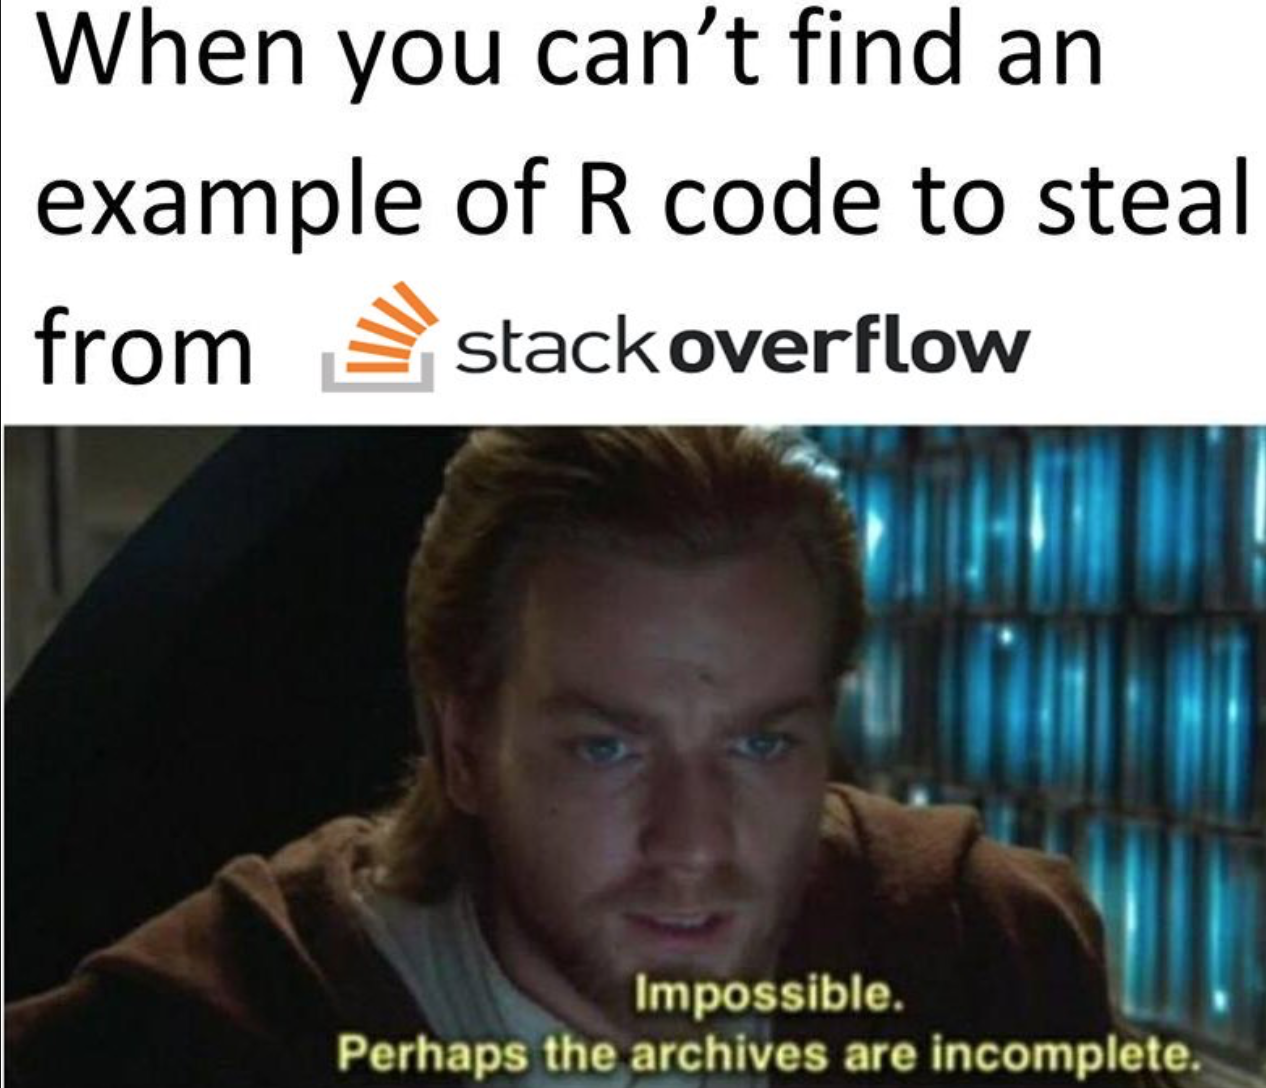 When you can’t find an
example of R code to steal
from stackoverflow
Impossible.
Perhaps the archives are incomplete.